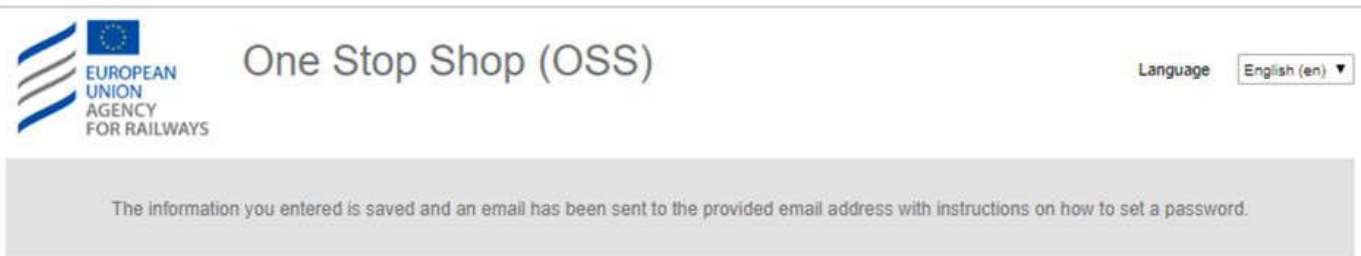 EUROPEAN
UNION
AGENCY
FOR RAILWAYS
One Stop Shop (OSS)
Language English (en) ▼
The information you entered is saved and an email has been sent to the provided email address with instructions on how to set a password.